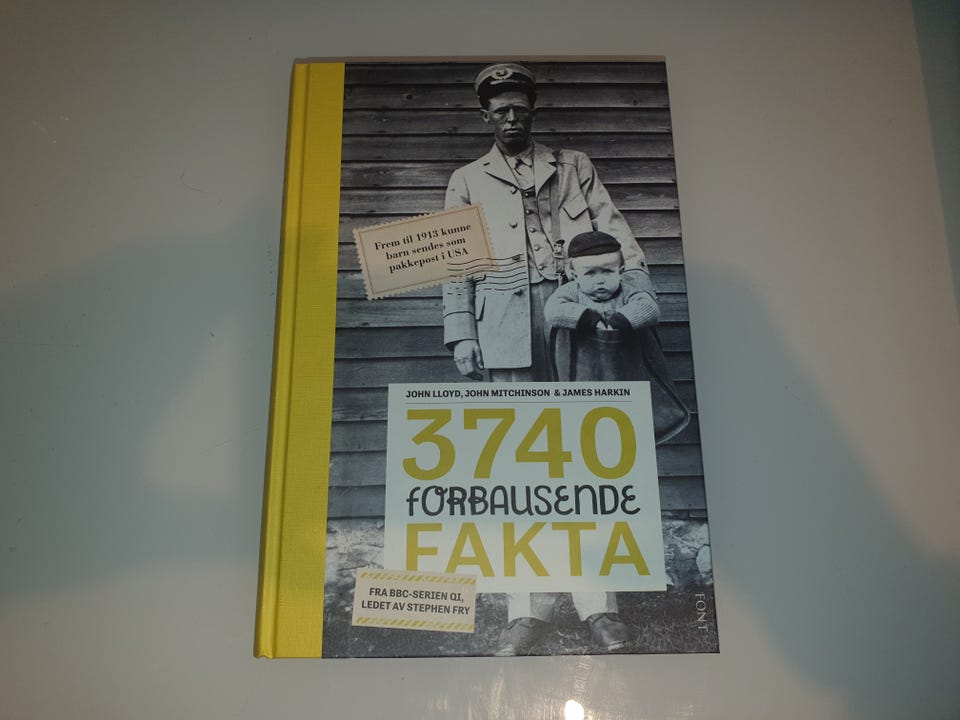 Frem til 1913 kunne
barn sendes som
pakkepost i USA
JOHN LLOYD, JOHN MITCHINSON & JAMES HARKIN
3740
FORBAUSENDE
FAKTA
FRA BBC-SERIEN QI,
LEDET AV STEPHEN FRY
FONT